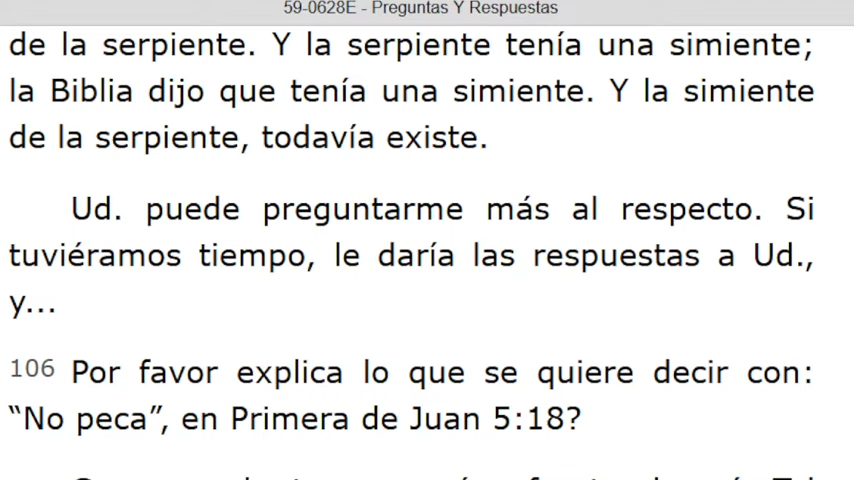 59-0628E - Preguntas Y Respuestas
de la serpiente. Y la serpiente tenía una simiente;
la Biblia dijo que tenía una simiente. Y la simiente
de la serpiente, todavía existe.
Ud. puede preguntarme más al respecto. Si
tuviéramos tiempo, le daría las respuestas a Ud.,
y...
106 Por favor explica lo que se quiere decir con:
“No peca”, en Primera de Juan 5:18?